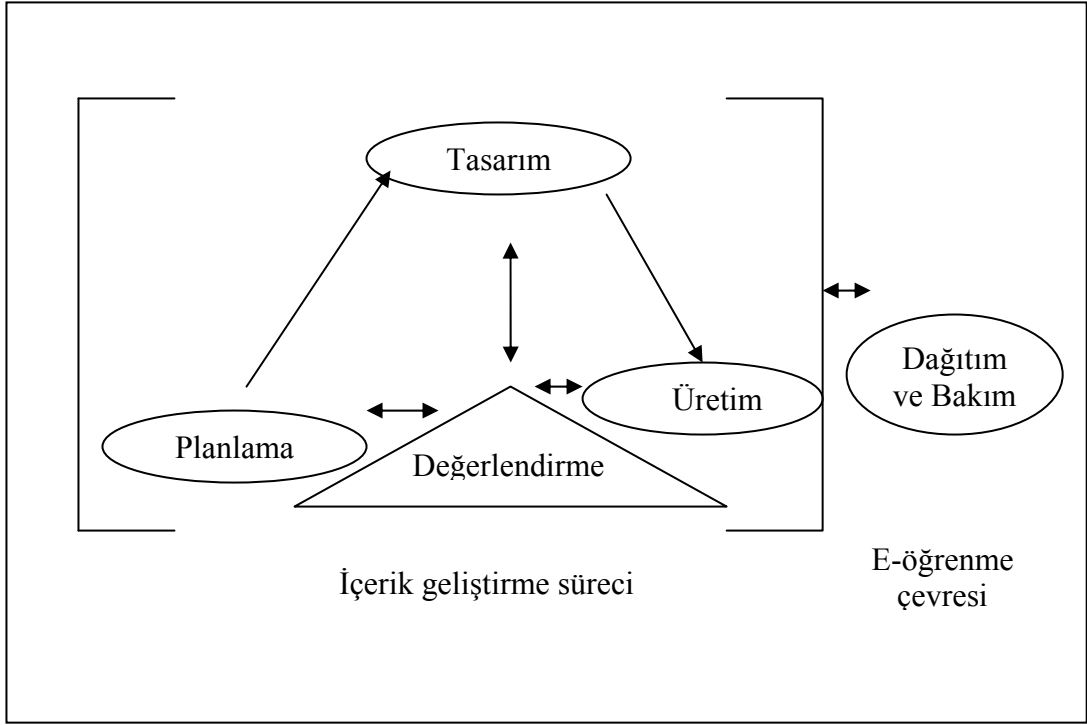 Tasarım
Dağıtım
ve Bakım
Üretim
Planlama
Değerlendirme
İçerik geliştirme süreci
E-öğrenme
çevresi